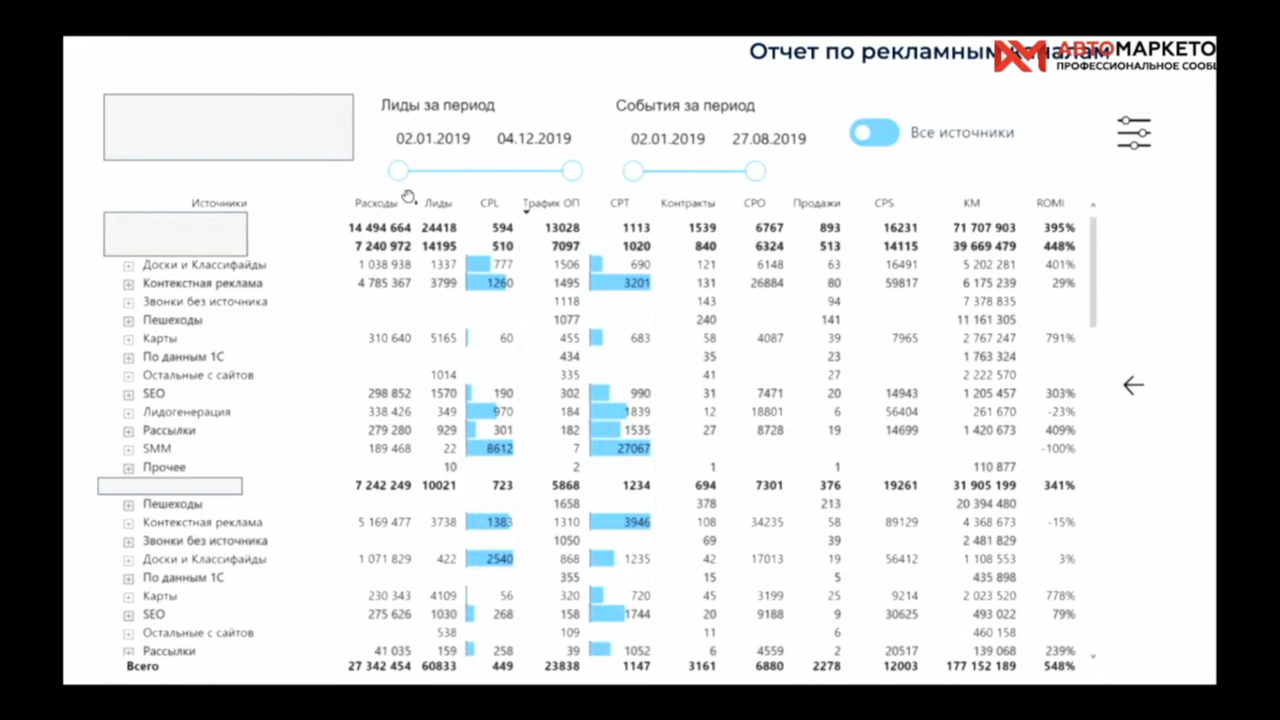 Отчет по рекламным каналам
АВТОМАРКЕТО
ПРОФЕССИОНАЛЬНОЕ СООБЩ
Лиды за период
События за период
02.01.2019 04.12.2019
02.01.2019 27.08.2019
Все источники
Источники Расходы Лиды CPL Трафик ОП CPT Контракты CPO Продажи CPS КМ ROMI
14 494 664 24418 594 13028 1113 1539 6767 893 16231 71 707 903 395%
7 240 972 14195 510 7097 1020 840 6324 513 14115 39 669 479 448%
Доски и Классифайды 1 038 938 1337 777 1506 690 121 6148 63 16491 5 202 281 401%
Контекстная реклама 4 785 367 3799 1260 1495 3201 131 26884 80 59817 6 175 239 29%
Звонки без источника 1118 143 94 7 378 835
Пешеходы 1077 240 141 11 161 305
Карты 310 640 5165 60 455 683 58 4087 39 7965 2 767 247 791%
По данным 1С 434 35 23 1 763 324
Остальные с сайтов 1014 335 41 27 2 222 570
SEO 298 852 1570 190 302 990 31 7471 20 14943 1 205 457 303%
Лидогенерация 338 426 349 970 184 1839 12 18801 6 56404 261 670 -23%
Рассылки 279 280 929 301 182 1535 27 8728 19 14699 1 420 673 409%
SMM 189 468 22 8612 7 27067 -100%
Прочее 10 2 1 1 110 877
7 242 249 10021 723 5868 1234 694 7301 376 19261 31 905 199 341%
Пешеходы 1658 378 213 20 394 480
Контекстная реклама 5 169 477 3738 1383 1310 3946 108 34235 58 89129 4 368 673 -15%
Звонки без источника 1050 69 39 2 481 829
Доски и Классифайды 1 071 829 422 2540 868 1235 42 17013 19 56412 1 108 553 3%
По данным 1С 355 15 5 435 898
Карты 230 343 4109 56 320 720 45 3199 25 9214 2 023 520 778%
SEO 275 626 1030 268 158 1744 20 9188 9 30625 493 022 79%
Остальные с сайтов 538 109 11 6 460 158
Рассылки 41 035 159 258 39 1052 6 4559 2 20517 139 068 239%
Всего 27 342 454 60833 449 23838 1147 3161 6880 2278 12003 177 152 189 548%